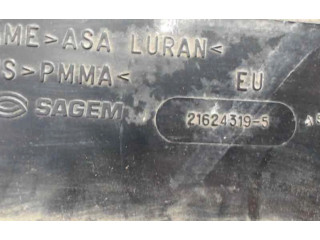 ME>ASA LURAN<
S>PMMA<
EU
SAGEM
21624319-5